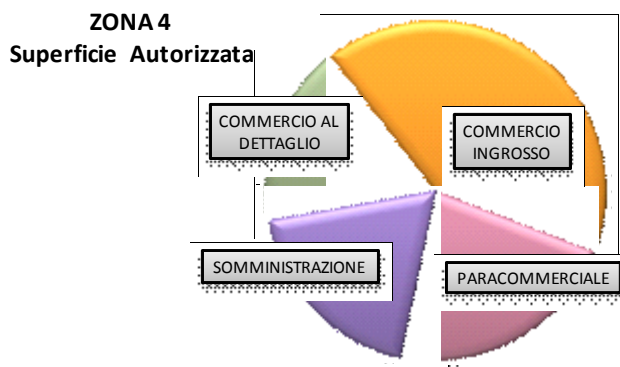 ZONA 4
Superficie Autorizzata
COMMERCIO AL
DETTAGLIO
COMMERCIO
INGROSSO
SOMMINISTRAZIONE
PARACOMMERCIALE